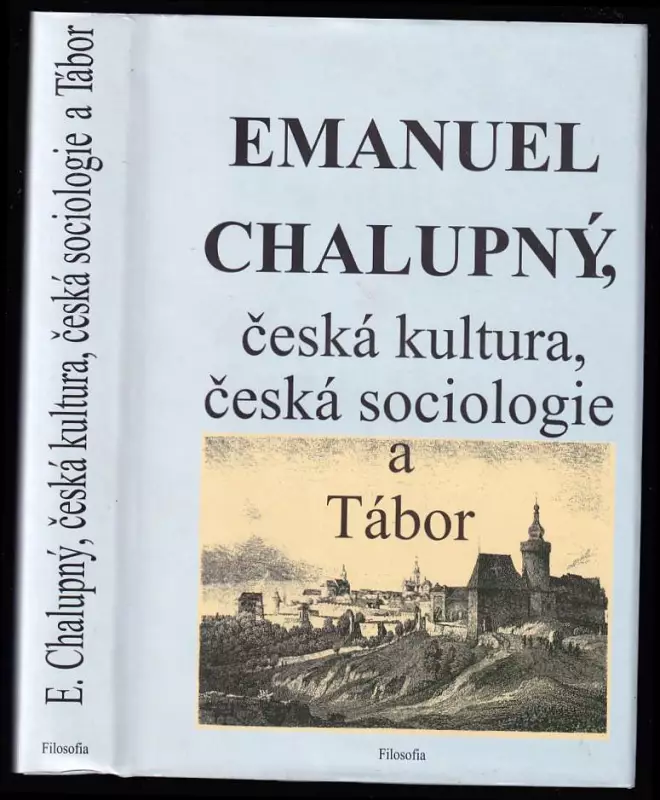 E. Chalupný, česká kultura, česká sociologie a Tábor
Filosofia
EMANUEL
CHALUPNÝ,
česká kultura,
česká sociologie
a
Tábor
Filosofia